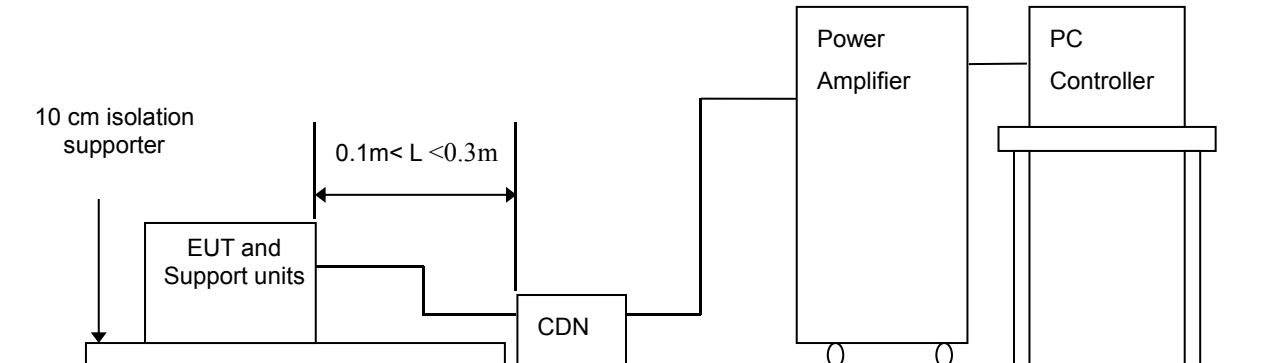 10 cm isolation
supporter
0.1m< L <0.3m
EUT and
Support units
CDN
Power
Amplifier
PC
Controller